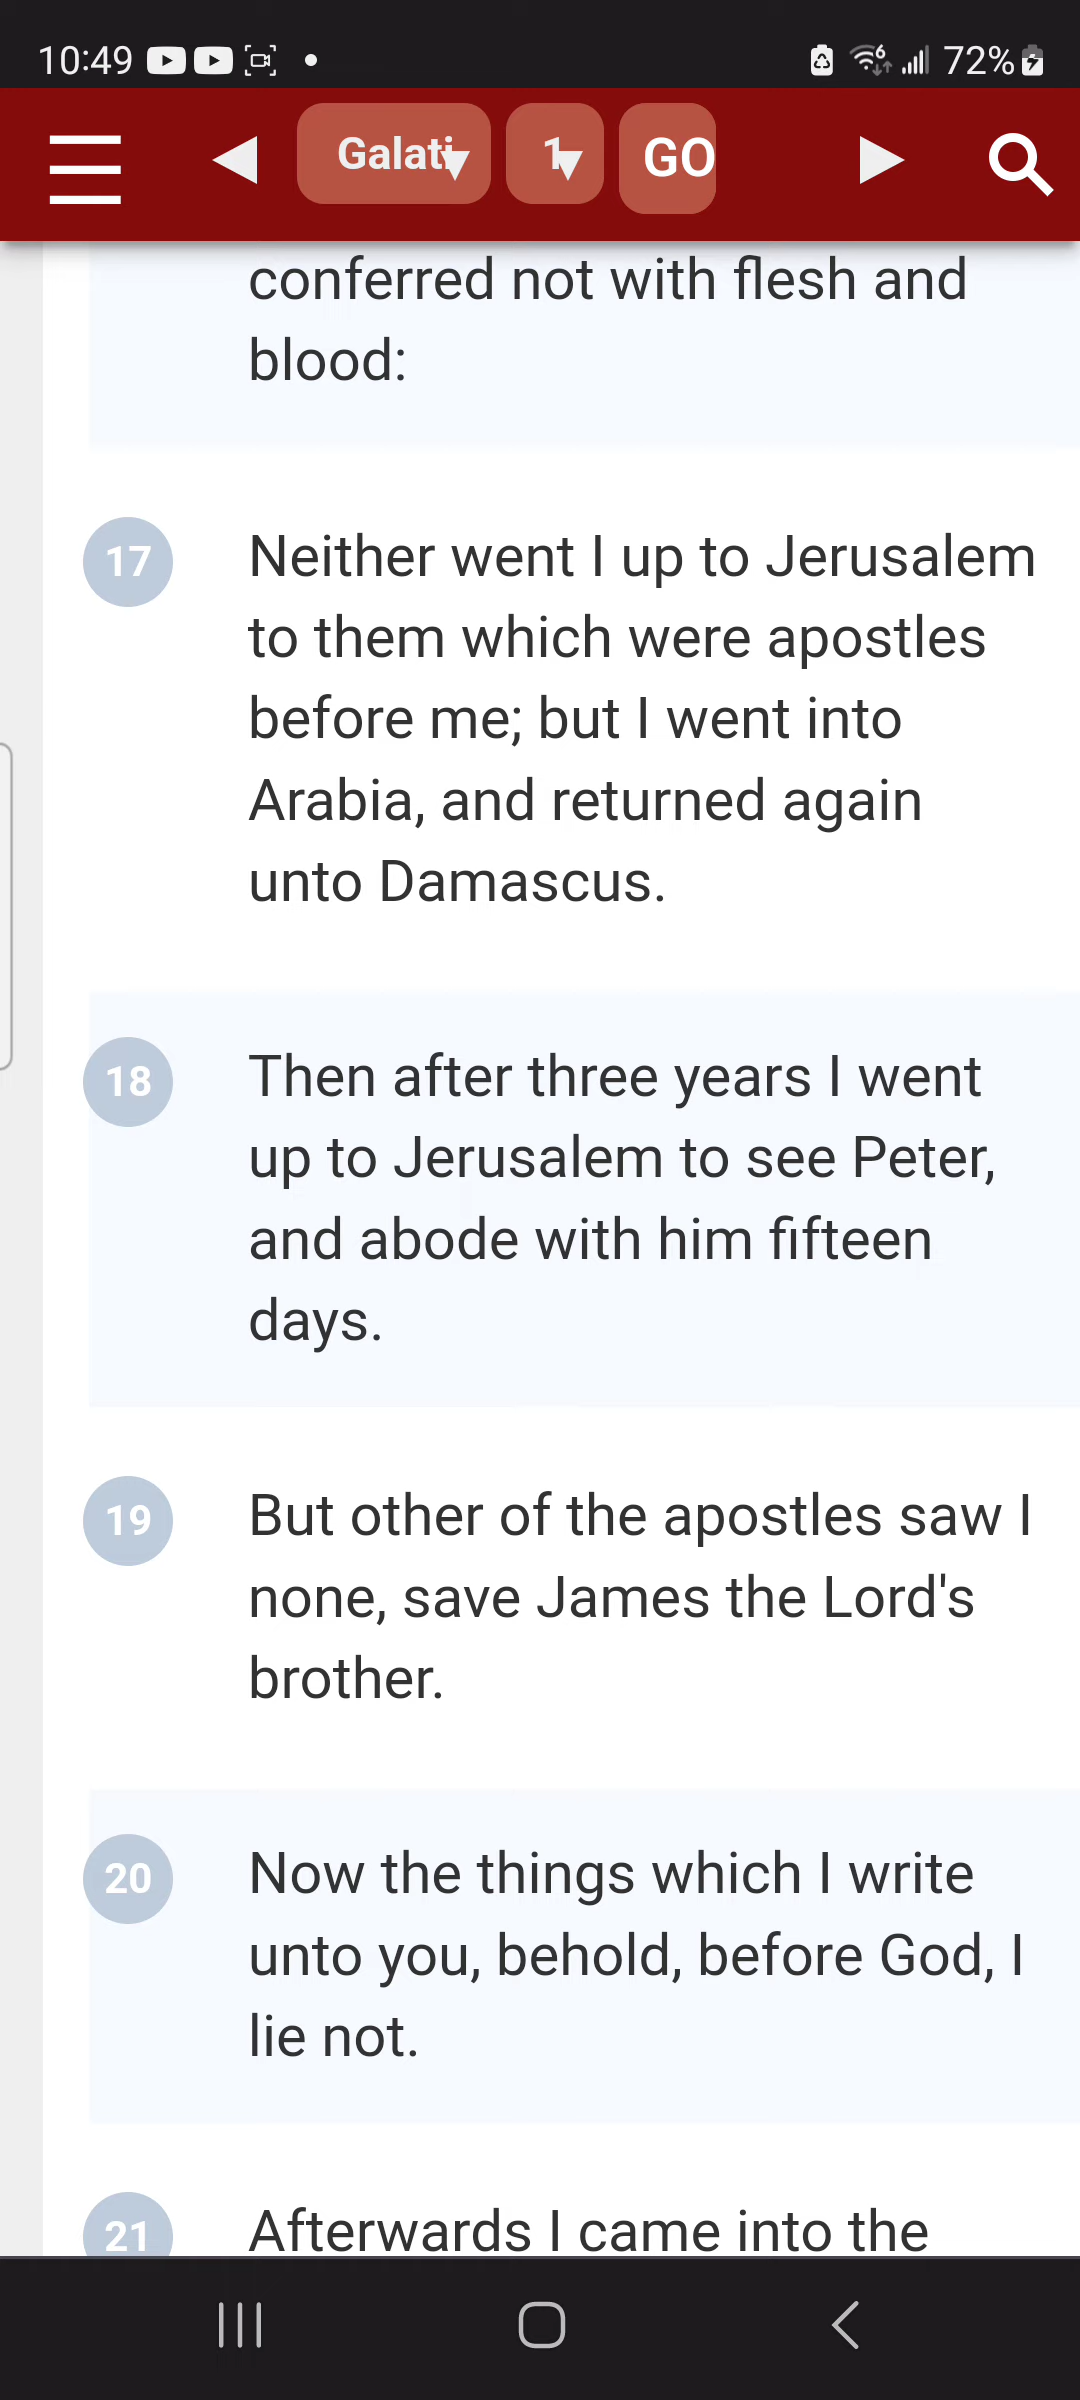 10:49 72%
Galati 1 GO
conferred not with flesh and
blood:
17 Neither went I up to Jerusalem
to them which were apostles
before me; but I went into
Arabia, and returned again
unto Damascus.
18 Then after three years I went
up to Jerusalem to see Peter,
and abode with him fifteen
days.
19 But other of the apostles saw I
none, save James the Lord's
brother.
20 Now the things which I write
unto you, behold, before God, I
lie not.
21 Afterwards I came into the